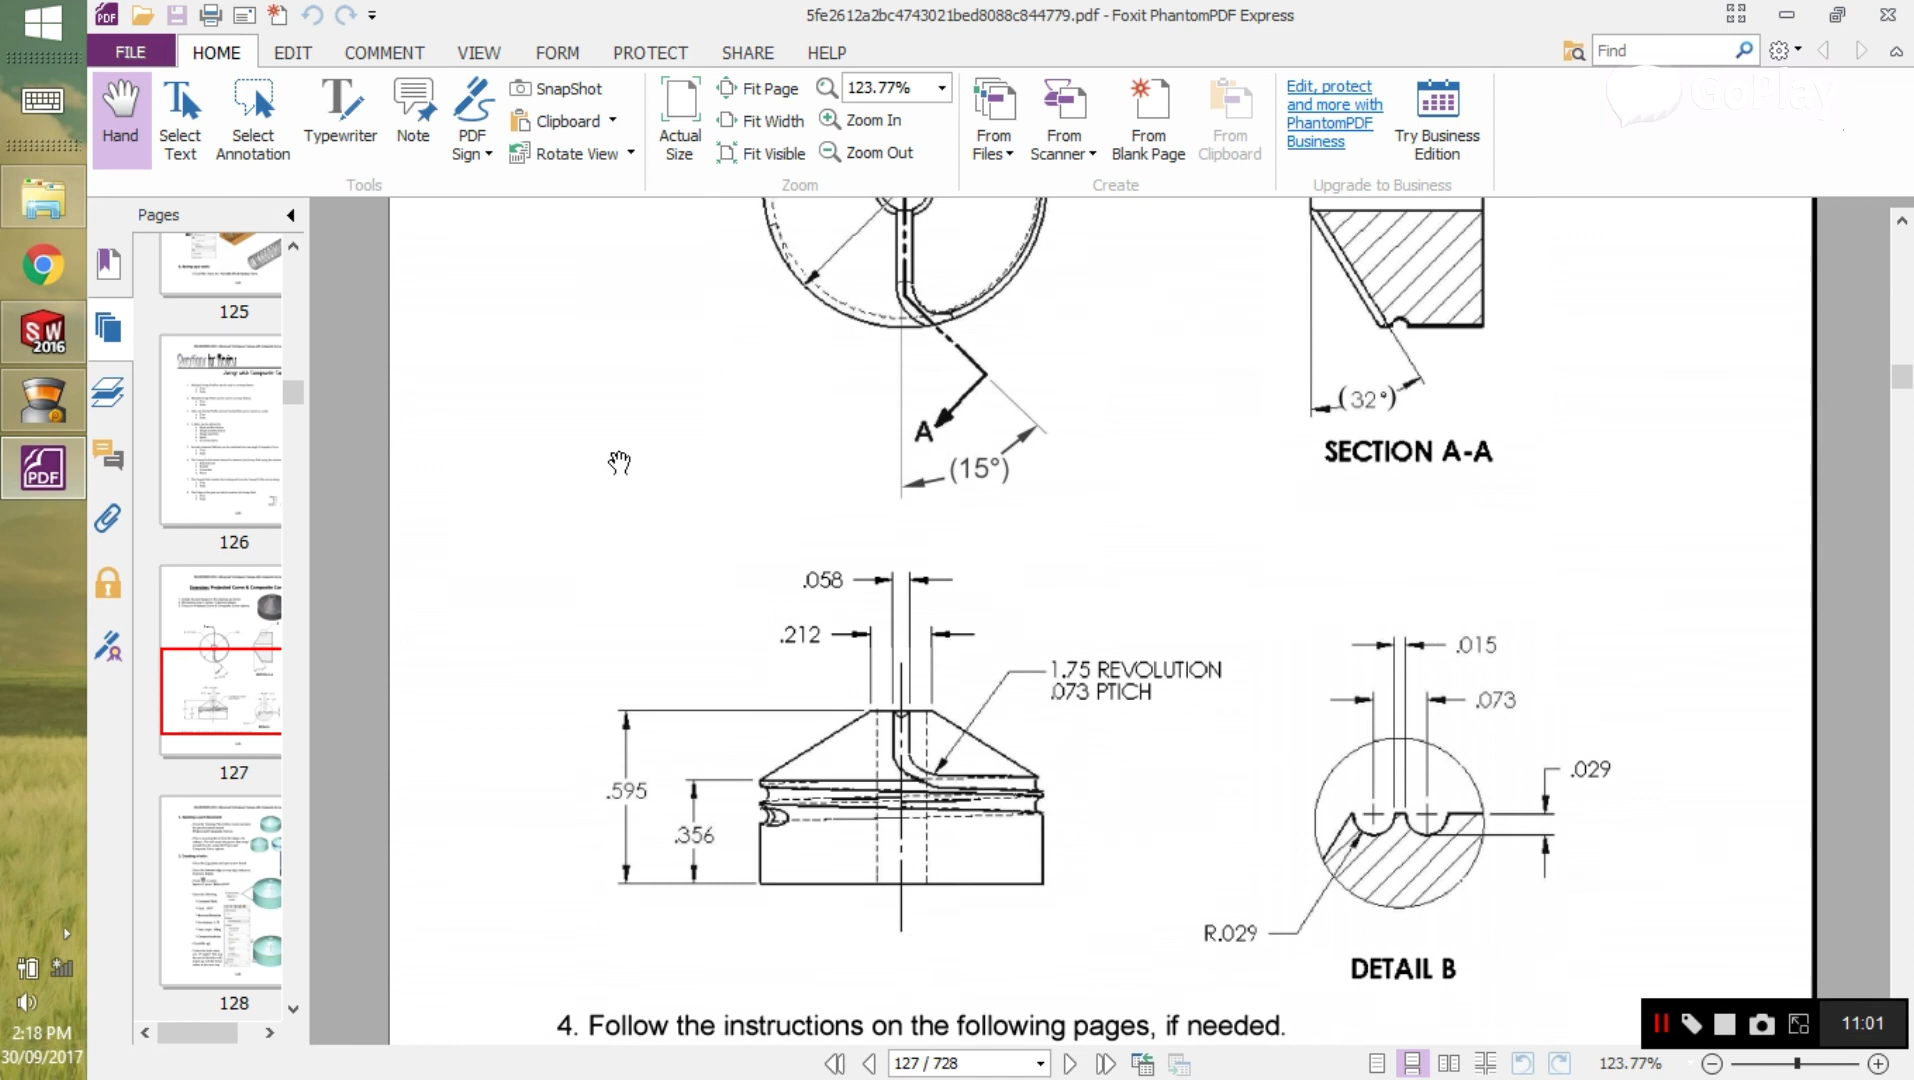 5fe2612a2bc4743021bed8088c844779.pdf - Foxit PhantomPDF Express
FILE
HOME
EDIT
COMMENT
VIEW
FORM
PROTECT
SHARE
HELP
Find
Hand
Select Text
Select Annotation
Typewriter
Note
PDF Sign
SnapShot
Clipboard
Rotate View
Tools
Actual Size
Fit Page
Fit Width
Fit Visible
123.77%
Zoom In
Zoom Out
Zoom
From Files
From Scanner
From Blank Page
From Clipboard
Create
Edit, protect
and more with
PhantomPDF
Business
Try Business Edition
Upgrade to Business
GoPlay
Pages
125
126
127
128
SW
2016
PDF
A
(15°)
(32°)
SECTION A-A
.058
.212
1.75 REVOLUTION
.073 PTICH
.595
.356
.015
.073
.029
R.029
DETAIL B
4. Follow the instructions on the following pages, if needed.
127 / 728
123.77%
11:01
2:18 PM
30/09/2017